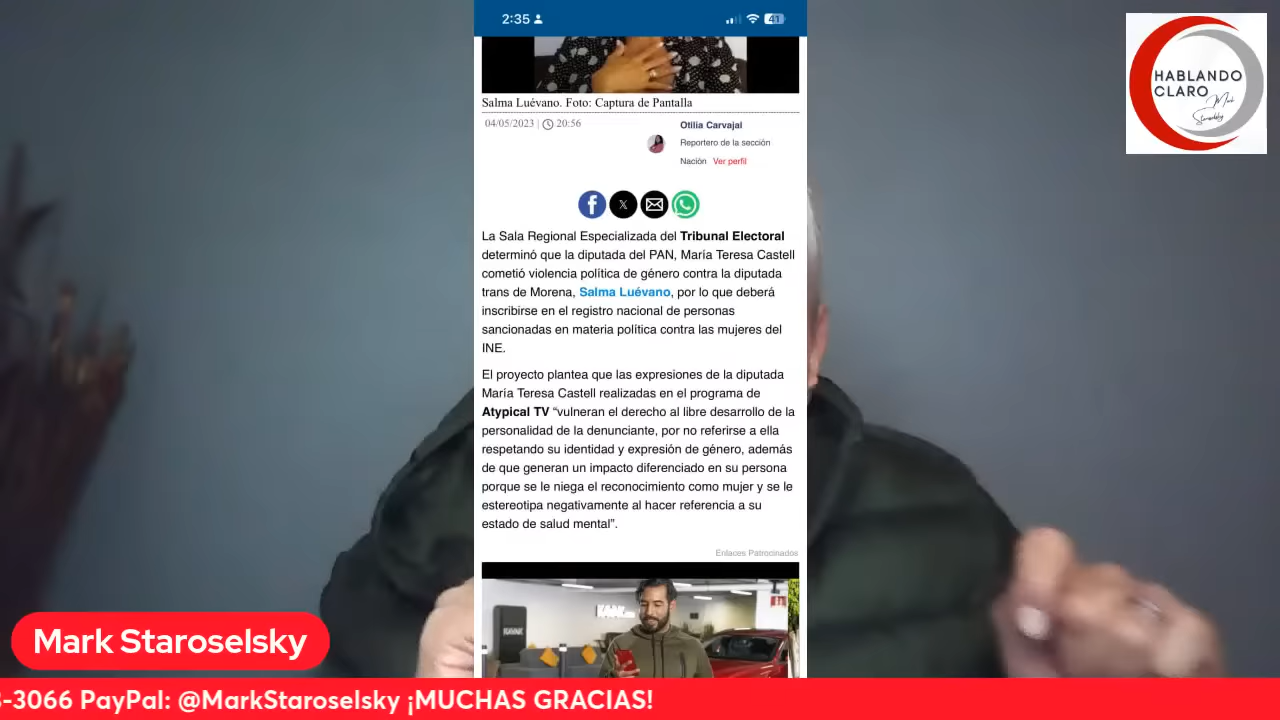 2:35
41
HABLANDO
CLARO
Mark
Staroselsky
Salma Luévano. Foto: Captura de Pantalla
04/05/2023 | 20:56
Otilia Carvajal
Reportero de la sección
Nación Ver perfil
La Sala Regional Especializada del Tribunal Electoral
determinó que la diputada del PAN, María Teresa Castell
cometió violencia política de género contra la diputada
trans de Morena, Salma Luévano, por lo que deberá
inscribirse en el registro nacional de personas
sancionadas en materia política contra las mujeres del
INE.
El proyecto plantea que las expresiones de la diputada
María Teresa Castell realizadas en el programa de
Atypical TV “vulneran el derecho al libre desarrollo de la
personalidad de la denunciante, por no referirse a ella
respetando su identidad y expresión de género, además
de que generan un impacto diferenciado en su persona
porque se le niega el reconocimiento como mujer y se le
estereotipa negativamente al hacer referencia a su
estado de salud mental”.
Enlaces Patrocinados
KAYAK
Mark Staroselsky
-3066 PayPal: @MarkStaroselsky ¡MUCHAS GRACIAS!